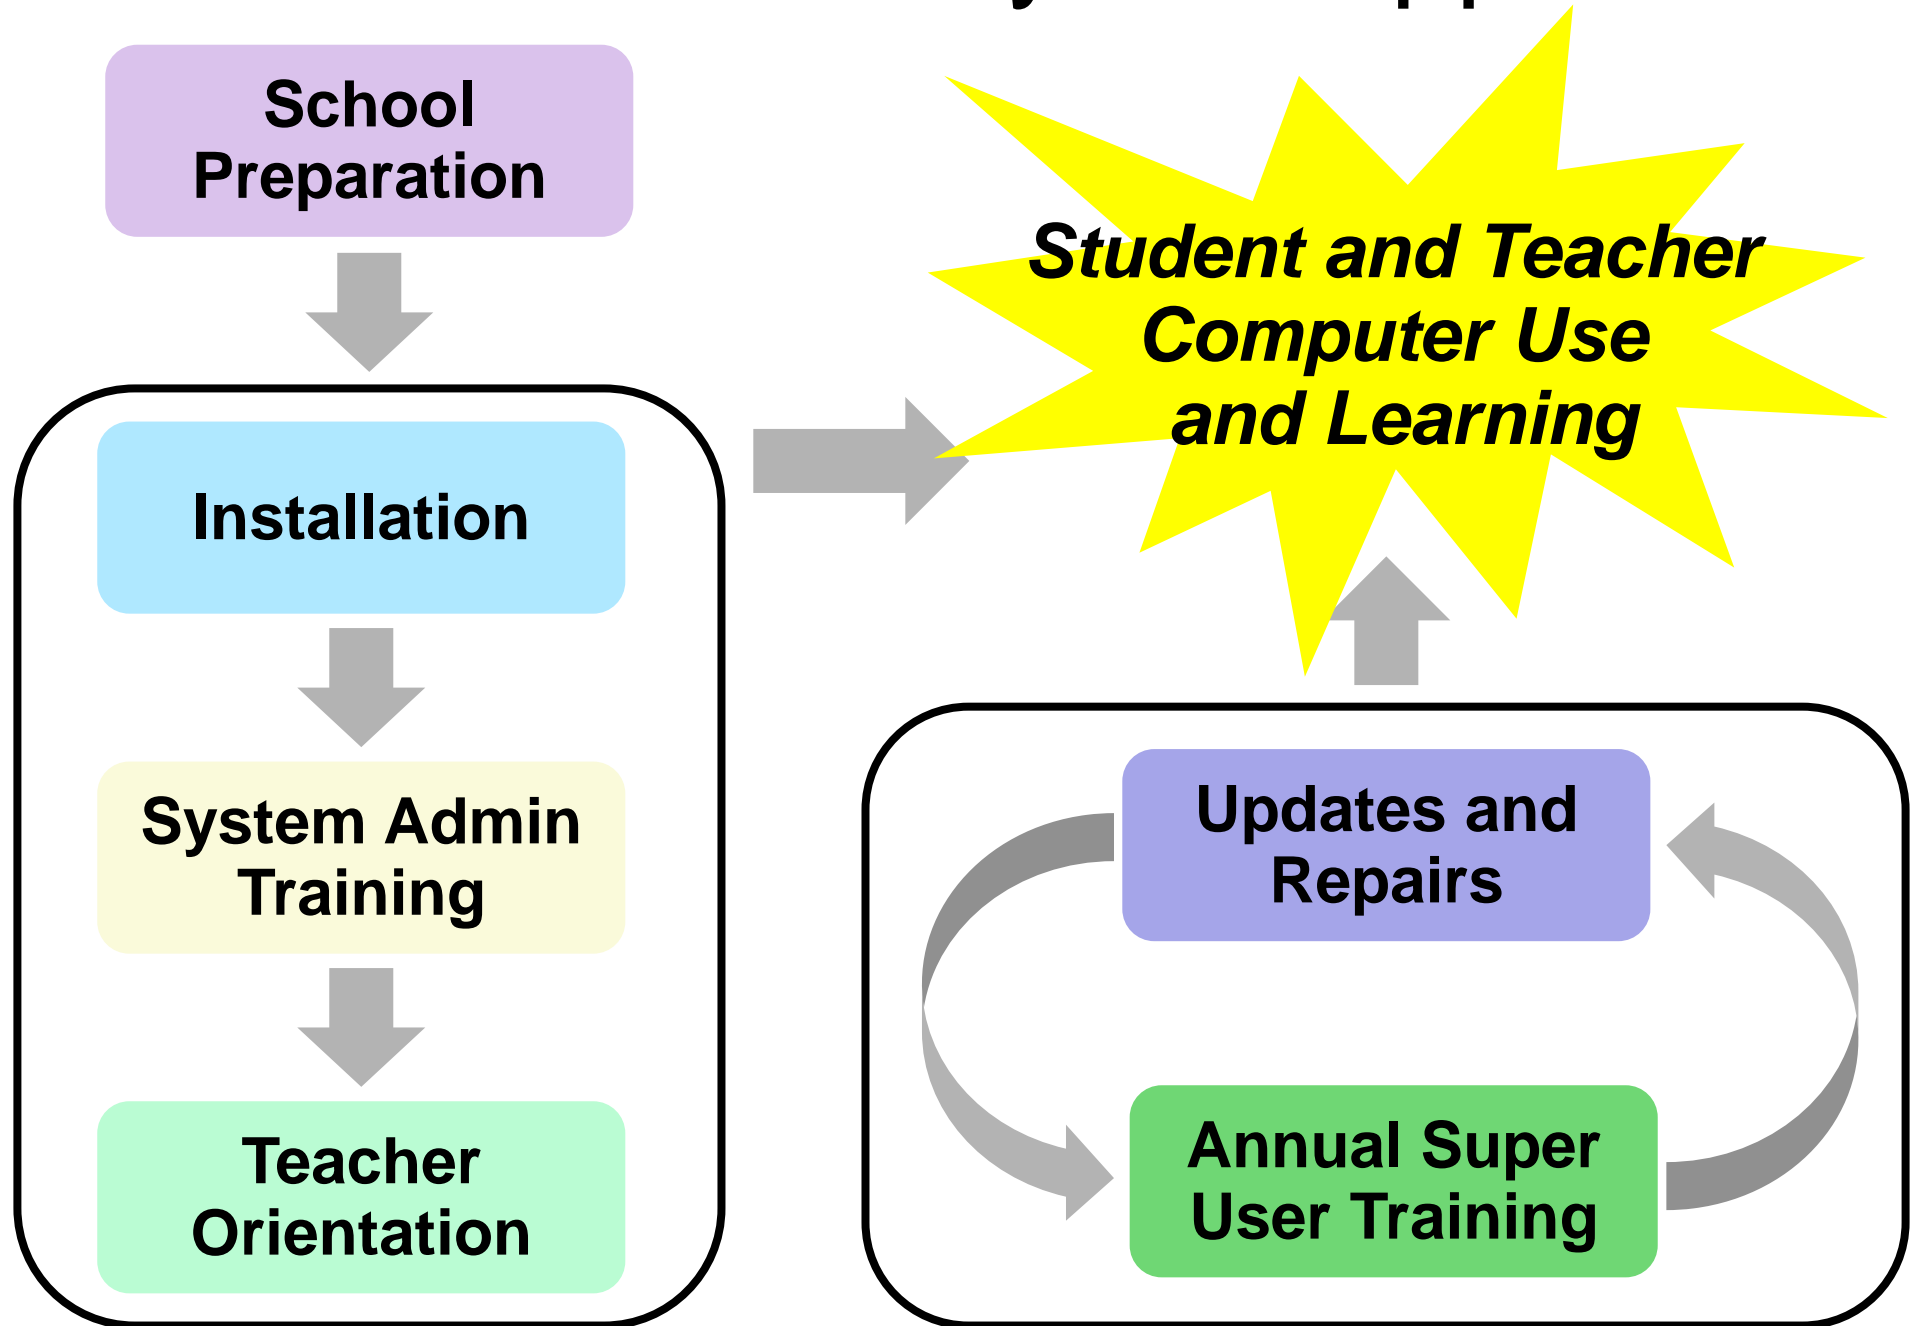 School
Preparation
Installation
System Admin
Training
Teacher
Orientation
Student and Teacher
Computer Use
and Learning
Updates and
Repairs
Annual Super
User Training